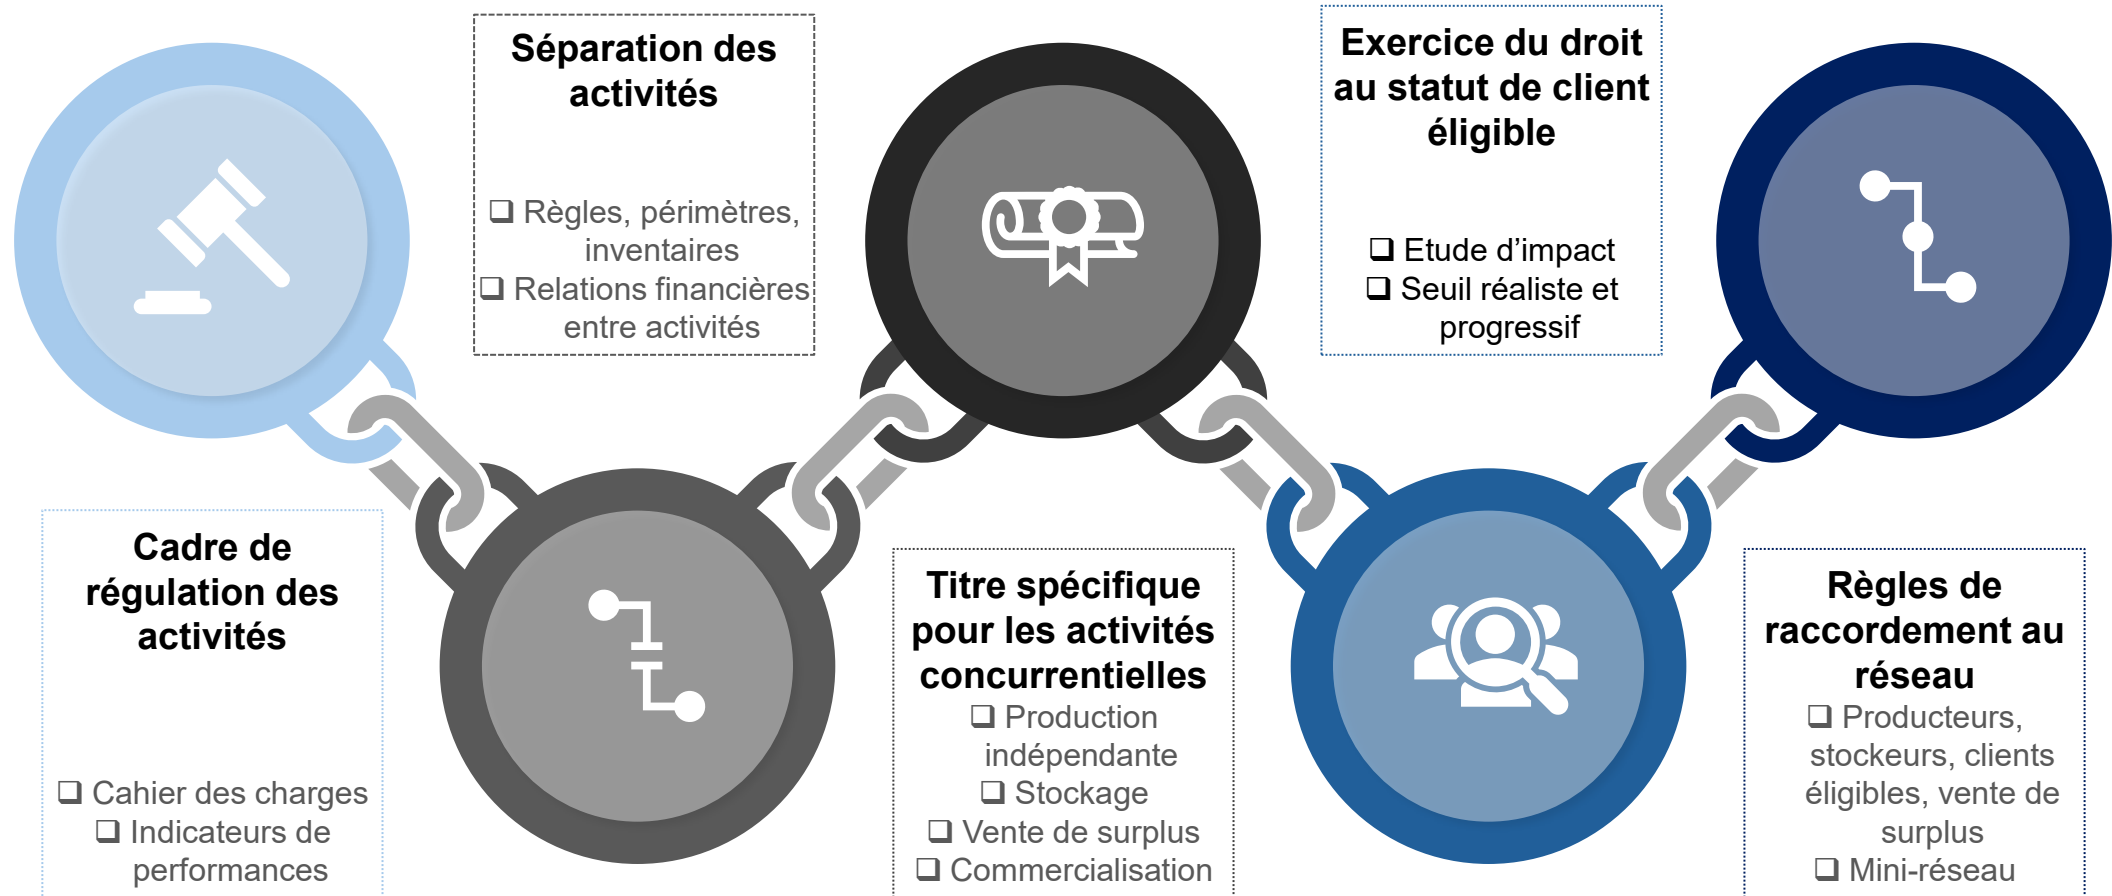 Cadre de
régulation des
activités
❑ Cahier des charges
❑ Indicateurs de
performances
Séparation des
activités
❑ Règles, périmètres,
inventaires
❑ Relations financières
entre activités
Titre spécifique
pour les activités
concurrentielles
❑ Production
indépendante
❑ Stockage
❑ Vente de surplus
❑ Commercialisation
Exercice du droit
au statut de client
éligible
❑ Etude d’impact
❑ Seuil réaliste et
progressif
Règles de
raccordement au
réseau
❑ Producteurs,
stockeurs, clients
éligibles, vente de
surplus
❑ Mini-réseau